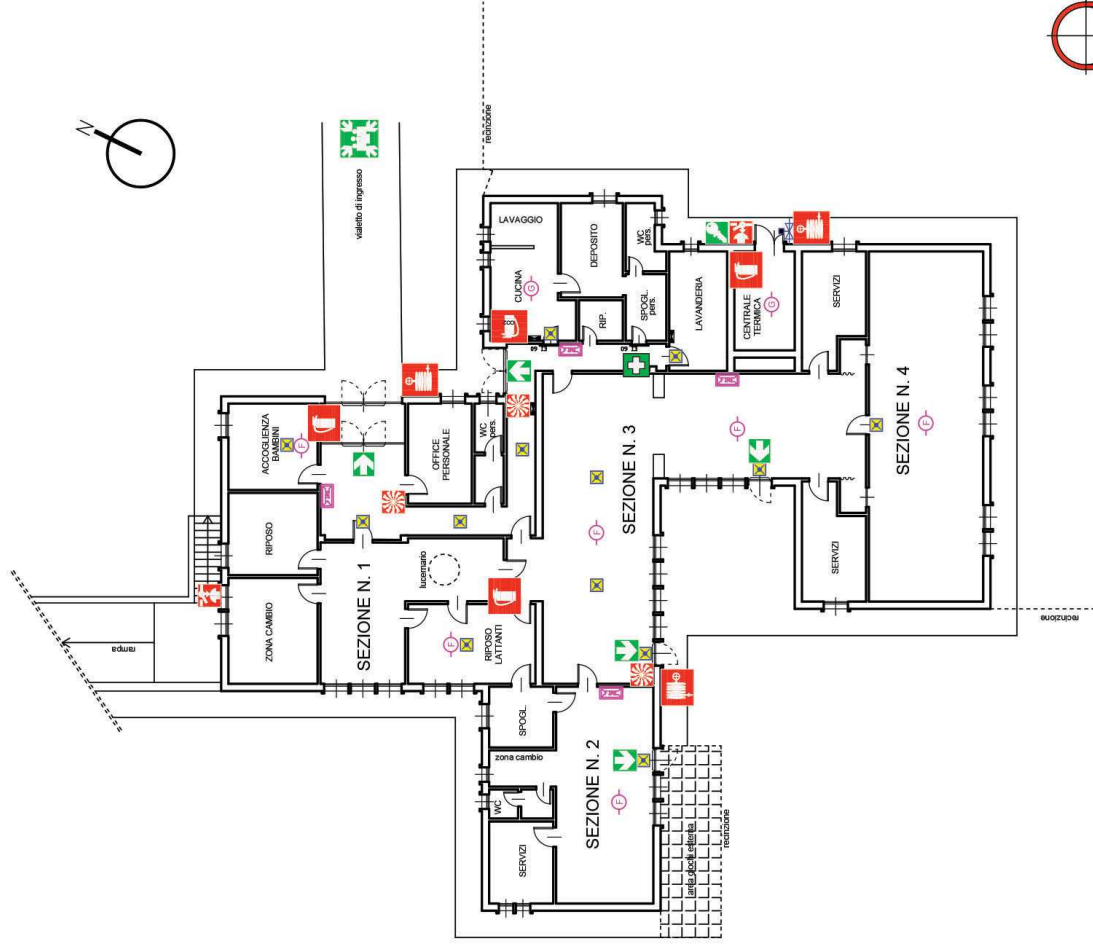 N
recinzione
vialetto di ingresso
LAVAGGIO
CUCINA
G
DEPOSITO
WC
pers.
CO2
RIP.
SPOGL.
pers.
LAVANDERIA
CENTRALE
TERMICA
G
SERVIZI
ACCOGLIENZA
BAMBINI
F
OFFICE
PERSONALE
WC
pers.
RIPOSO
ZONA CAMBIO
rampa
SEZIONE N. 1
lucernario
RIPOSO
LATTANTI
F
SEZIONE N. 3
F
F
SEZIONE N. 4
F
SERVIZI
SPOGL.
zona cambio
WC
SERVIZI
SEZIONE N. 2
F
area giochi esterna
recinzione
recinzione